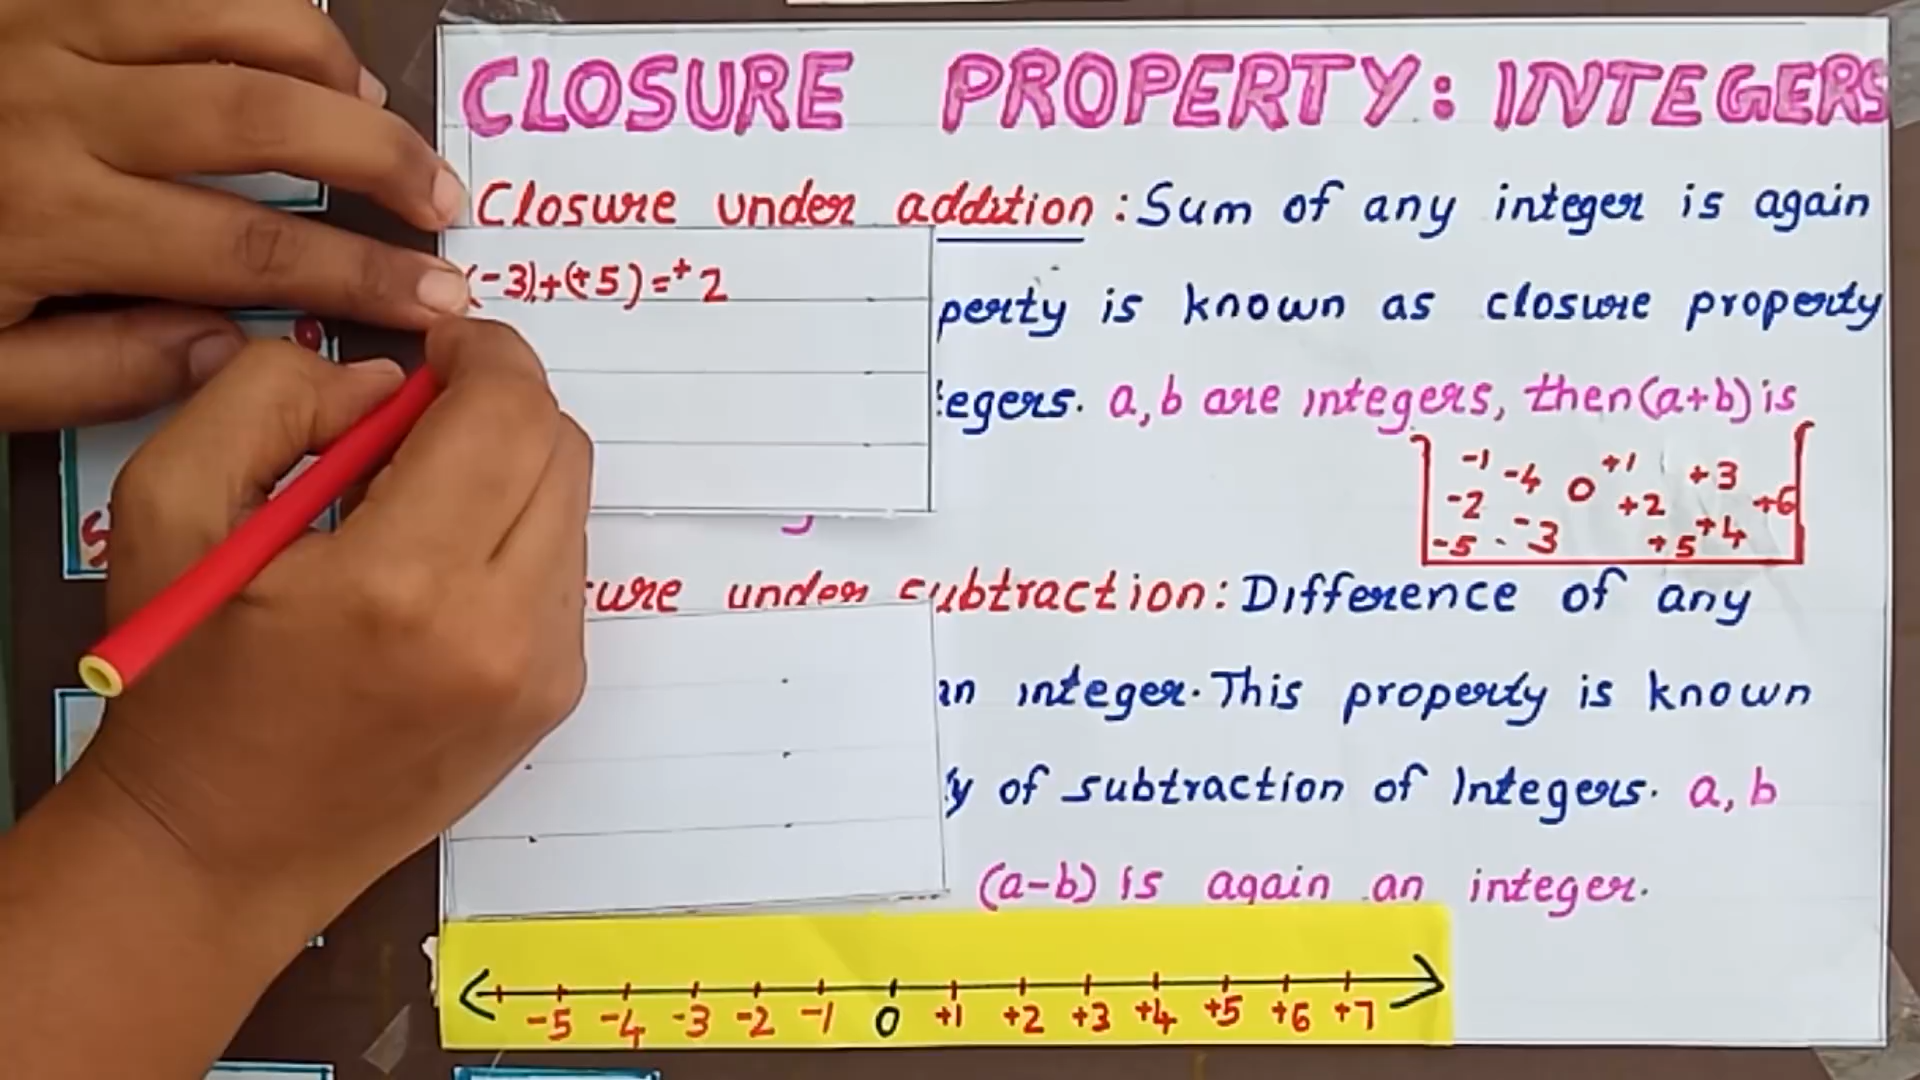 CLOSURE PROPERTY: INTEGERS
Closure under addition : Sum of any integer is again
(-3)+(+5)=+2
perty is known as closure property
egers. a, b are integers, then (a+b) is
-1 -4 0 +1 +3
-2 +2 +6
-5 -3 +5 +4
sure under subtraction: Difference of any
an integer. This property is known
y of subtraction of Integers. a, b
(a-b) is again an integer.
-5 -4 -3 -2 -1 0 +1 +2 +3 +4 +5 +6 +7